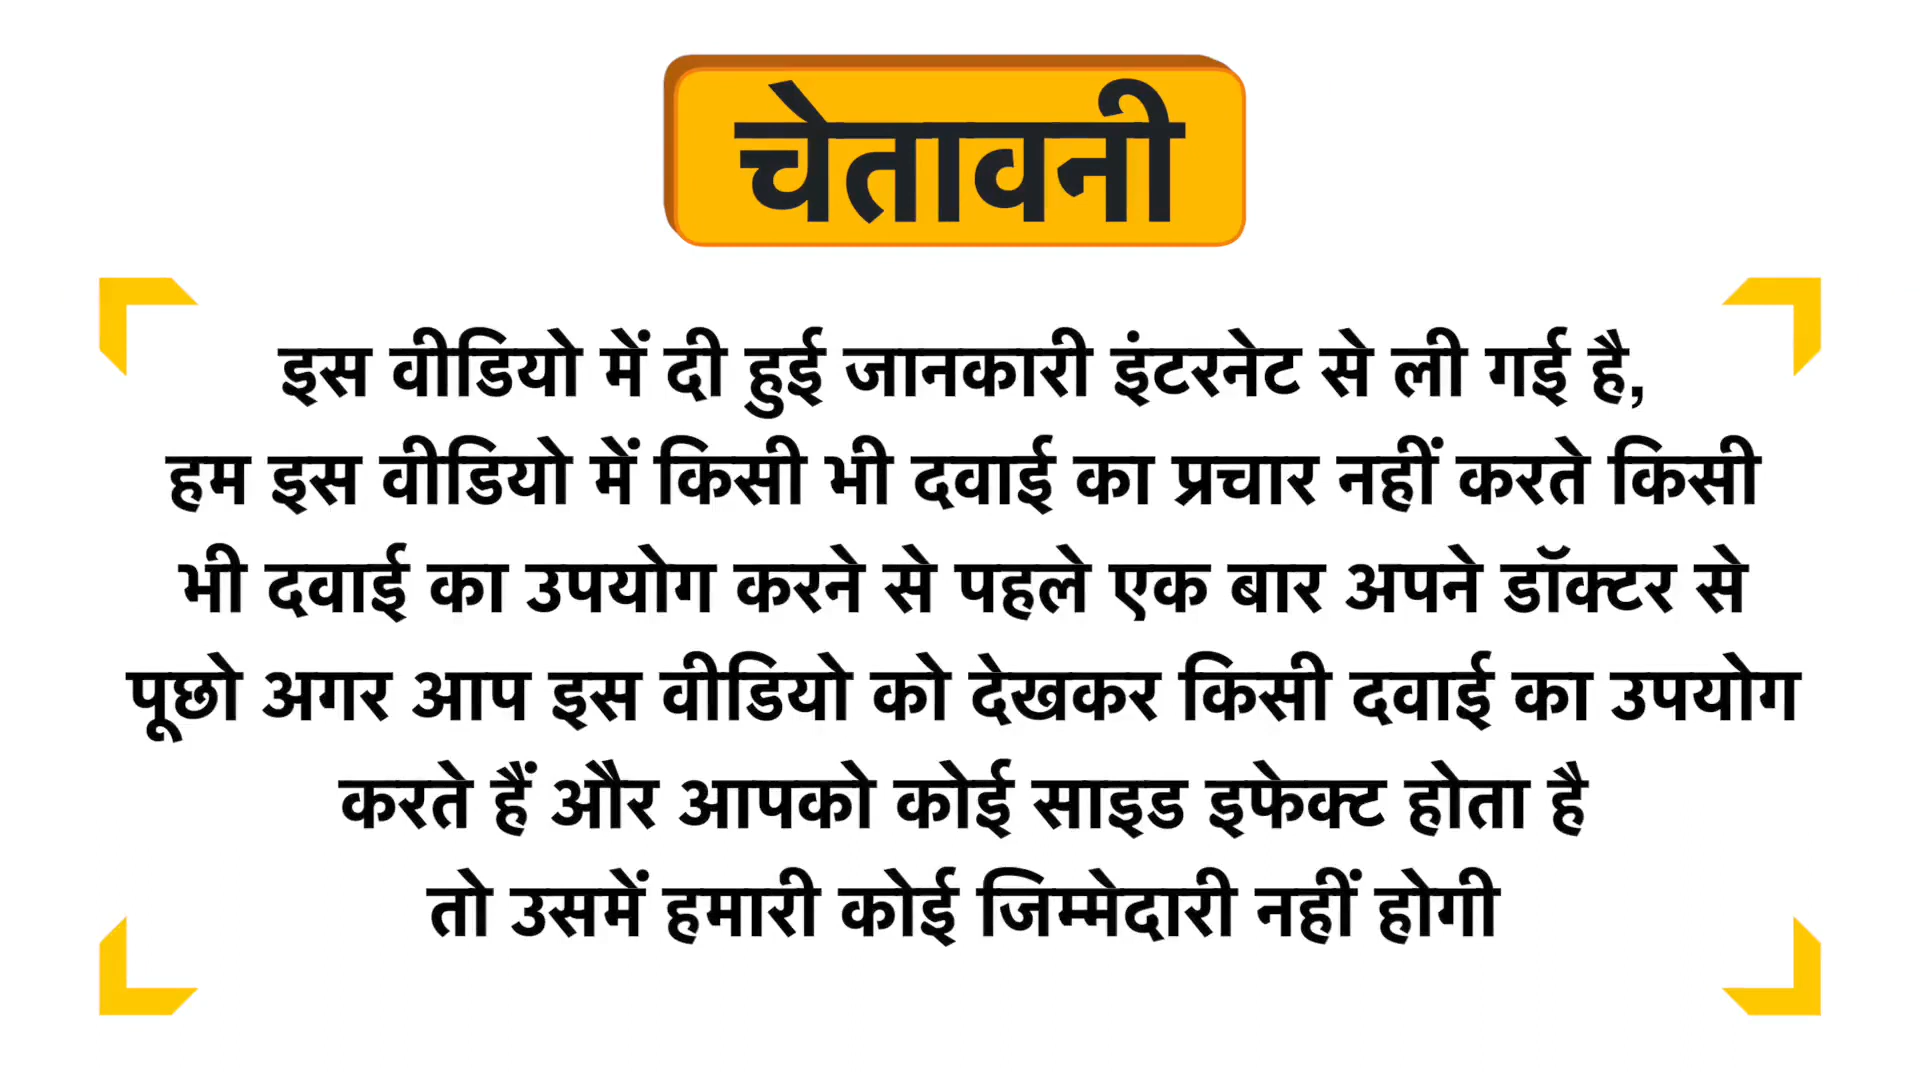 चेतावनी
इस वीडियो में दी हुई जानकारी इंटरनेट से ली गई है,
हम इस वीडियो में किसी भी दवाई का प्रचार नहीं करते किसी
भी दवाई का उपयोग करने से पहले एक बार अपने डॉक्टर से
पूछो अगर आप इस वीडियो को देखकर किसी दवाई का उपयोग
करते हैं और आपको कोई साइड इफेक्ट होता है
तो उसमें हमारी कोई जिम्मेदारी नहीं होगी